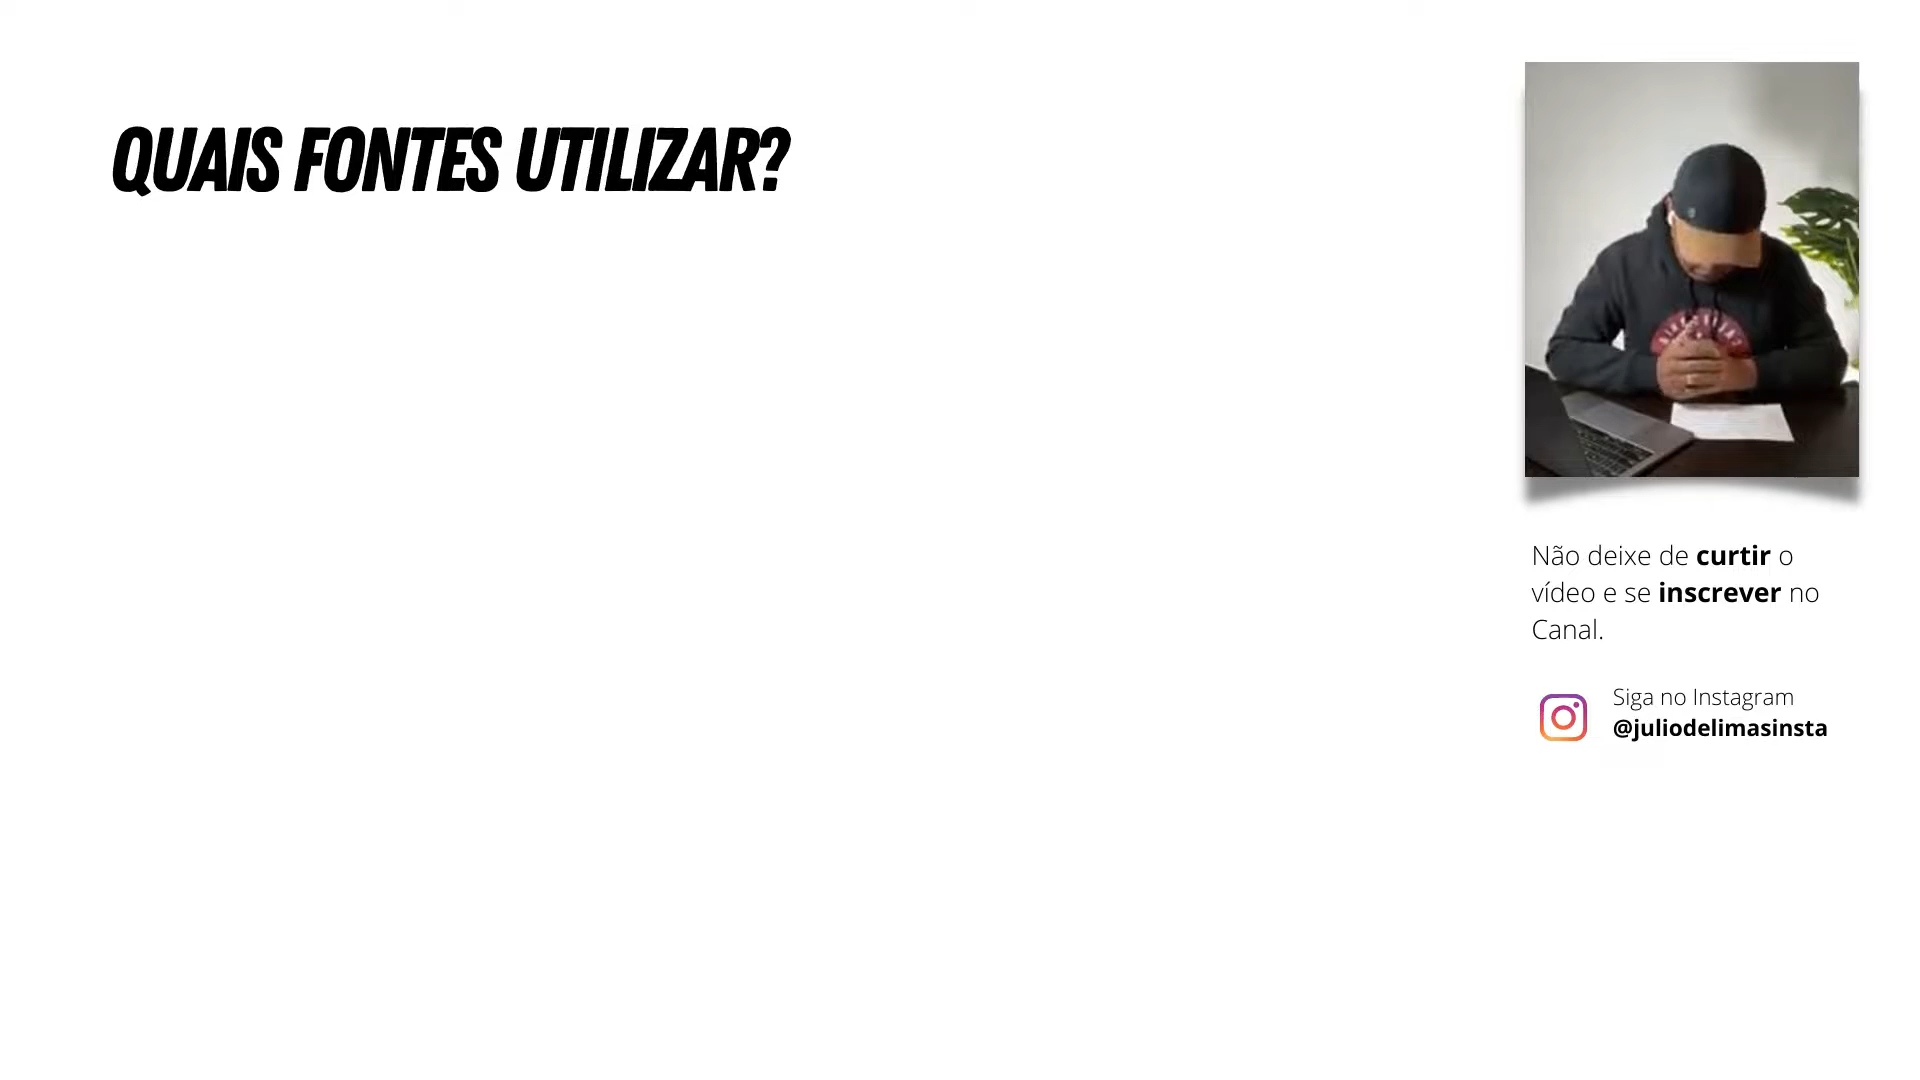 QUAIS FONTES UTILIZAR?
Não deixe de curtir o
vídeo e se inscrever no
Canal.
Siga no Instagram
@juliodelimasinsta